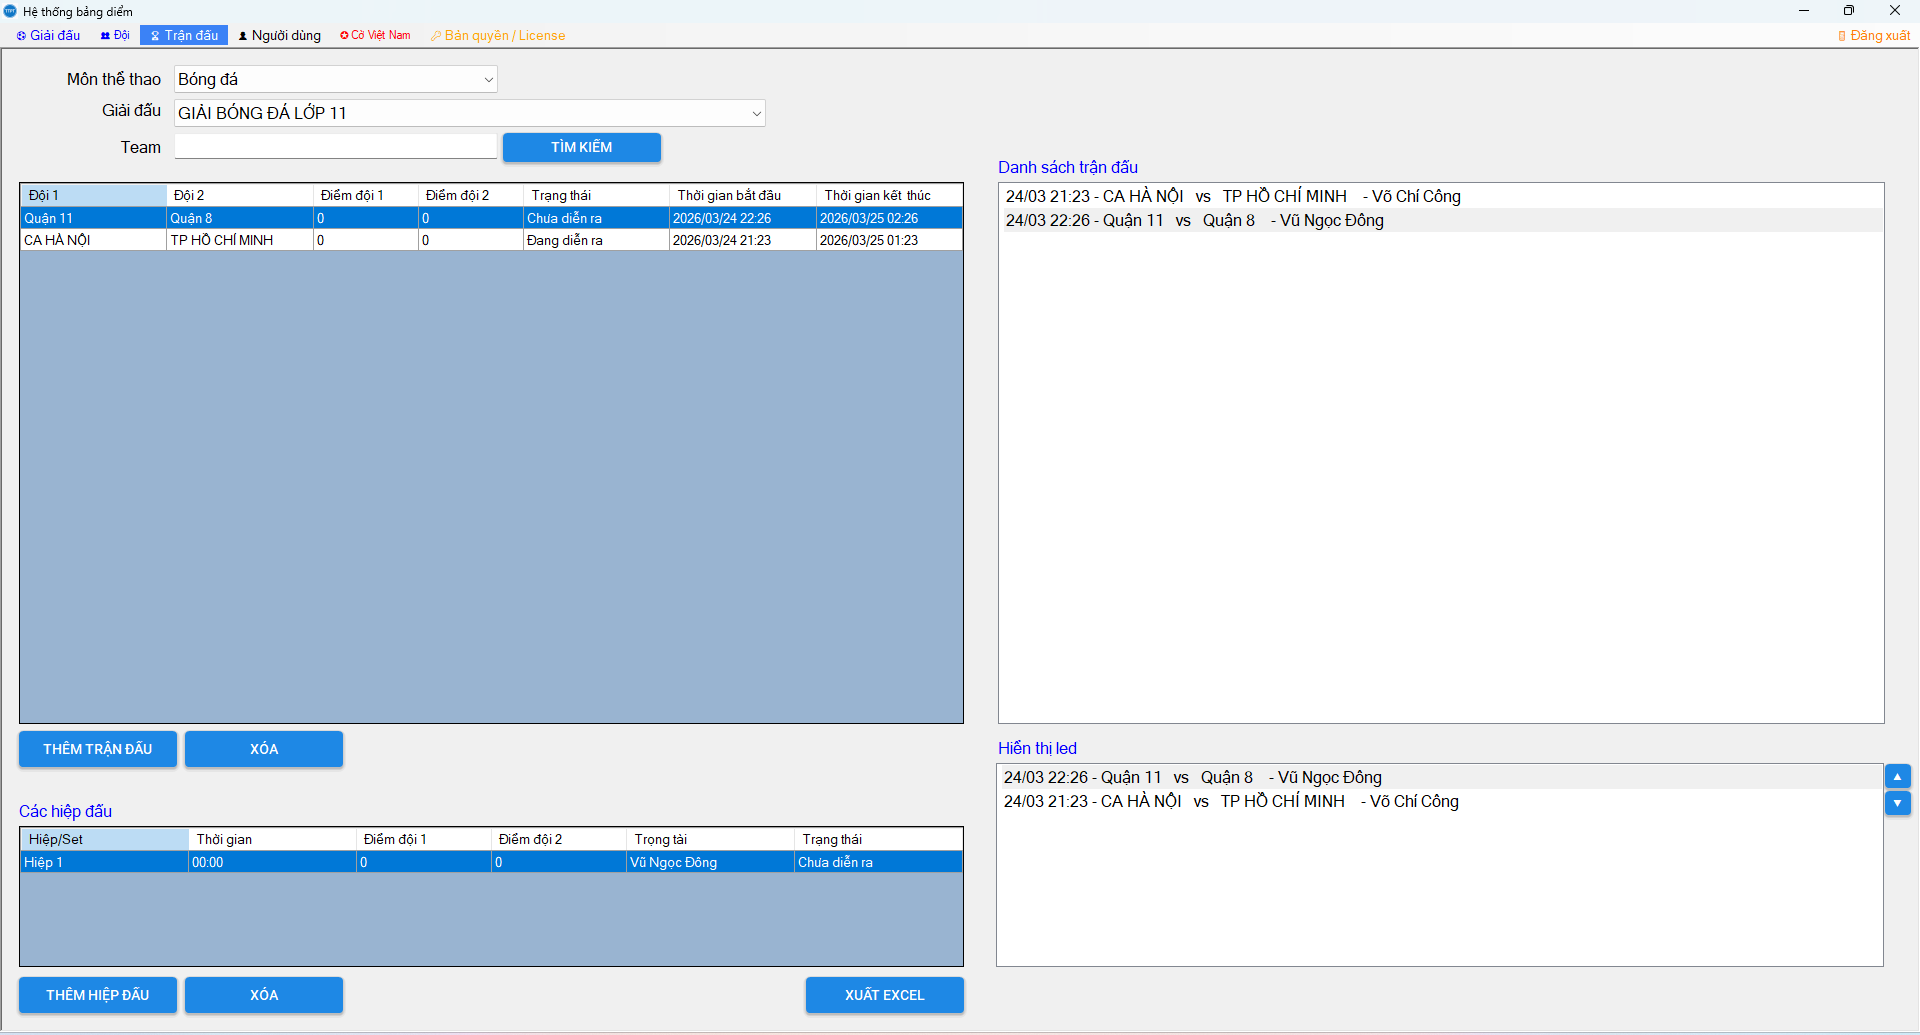 Hệ thống bảng điểm
Giải đấu Đội Trận đấu Người dùng Cờ Việt Nam Bản quyền / License Đăng xuất
Môn thể thao Bóng đá
Giải đấu GIẢI BÓNG ĐÁ LỚP 11
Team TÌM KIẾM
Đội 1 Đội 2 Điểm đội 1 Điểm đội 2 Trạng thái Thời gian bắt đầu Thời gian kết thúc
Quận 11 Quận 8 0 0 Chưa diễn ra 2026/03/24 22:26 2026/03/25 02:26
CA HÀ NỘI TP HỒ CHÍ MINH 0 0 Đang diễn ra 2026/03/24 21:23 2026/03/25 01:23
THÊM TRẬN ĐẤU XÓA
Các hiệp đấu
Hiệp/Set Thời gian Điểm đội 1 Điểm đội 2 Trọng tài Trạng thái
Hiệp 1 00:00 0 0 Vũ Ngọc Đông Chưa diễn ra
THÊM HIỆP ĐẤU XÓA XUẤT EXCEL
Danh sách trận đấu
24/03 21:23 - CA HÀ NỘI vs TP HỒ CHÍ MINH - Võ Chí Công
24/03 22:26 - Quận 11 vs Quận 8 - Vũ Ngọc Đông
Hiển thị led
24/03 22:26 - Quận 11 vs Quận 8 - Vũ Ngọc Đông
24/03 21:23 - CA HÀ NỘI vs TP HỒ CHÍ MINH - Võ Chí Công